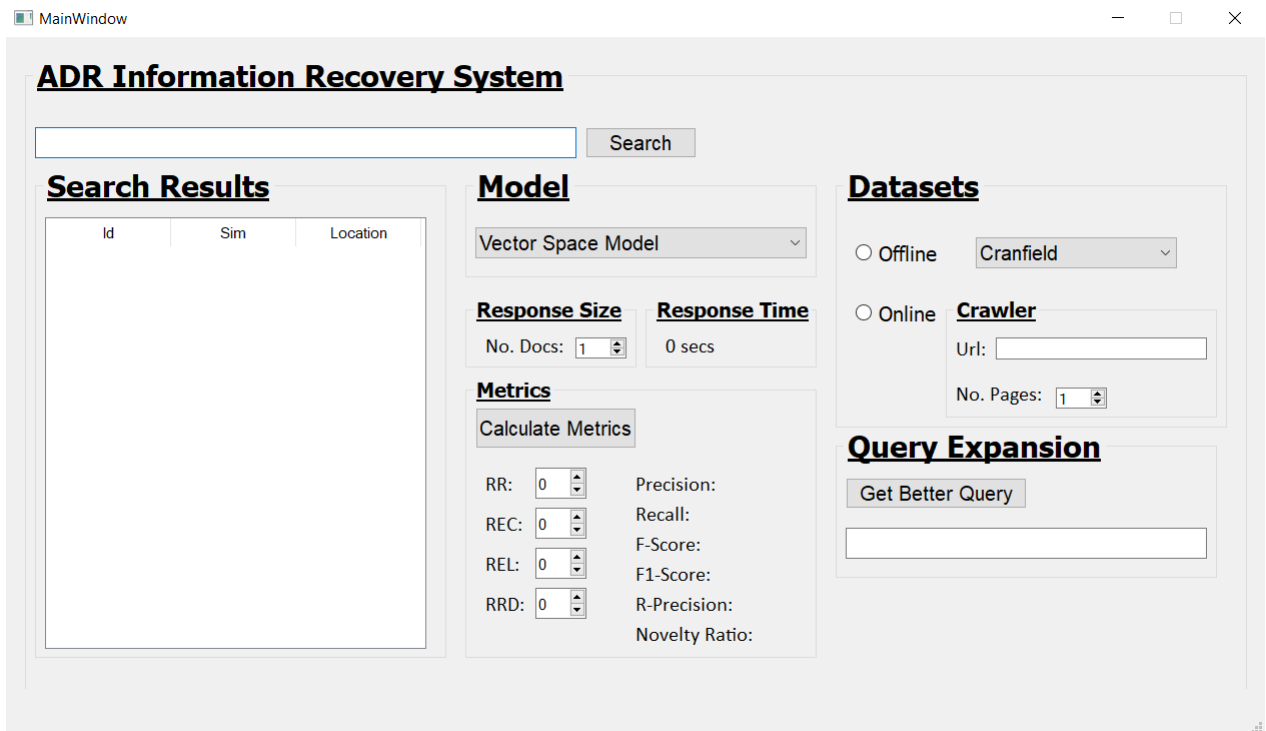 MainWindow
ADR Information Recovery System
Search
Search Results
Id Sim Location
Model
Vector Space Model
Response Size
No. Docs: 1
Response Time
0 secs
Metrics
Calculate Metrics
RR: 0
REC: 0
REL: 0
RRD: 0
Precision:
Recall:
F-Score:
F1-Score:
R-Precision:
Novelty Ratio:
Datasets
Offline Cranfield
Online
Crawler
Url:
No. Pages: 1
Query Expansion
Get Better Query